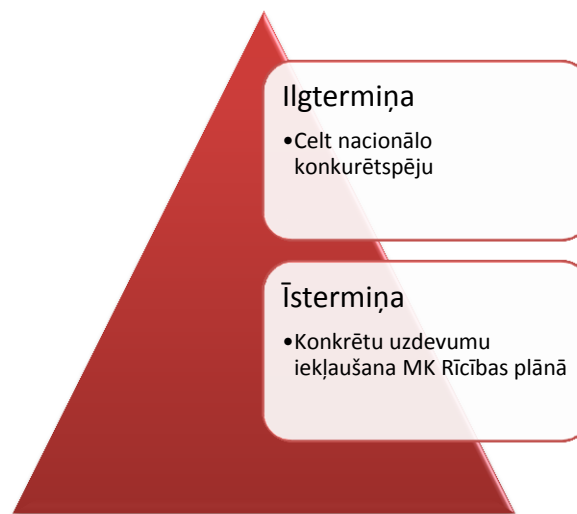 Ilgtermiņa
•Celt nacionālo
konkurētspēju
Īstermiņa
•Konkrētu uzdevumu
iekļaušana MK Rīcības plānā